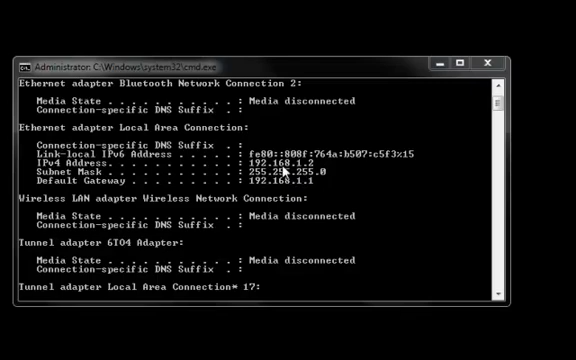 Administrator: C:\Windows\system32\cmd.exe
Ethernet adapter Bluetooth Network Connection 2:
Media State . . . . . . . . . . . : Media disconnected
Connection-specific DNS Suffix . :
Ethernet adapter Local Area Connection:
Connection-specific DNS Suffix . :
Link-local IPv6 Address . . . . . : fe80::808f:764a:b507:c5f3%15
IPv4 Address. . . . . . . . . . . : 192.168.1.2
Subnet Mask . . . . . . . . . . . : 255.255.255.0
Default Gateway . . . . . . . . . : 192.168.1.1
Wireless LAN adapter Wireless Network Connection:
Media State . . . . . . . . . . . : Media disconnected
Connection-specific DNS Suffix . :
Tunnel adapter 6TO4 Adapter:
Media State . . . . . . . . . . . : Media disconnected
Connection-specific DNS Suffix . :
Tunnel adapter Local Area Connection* 17: